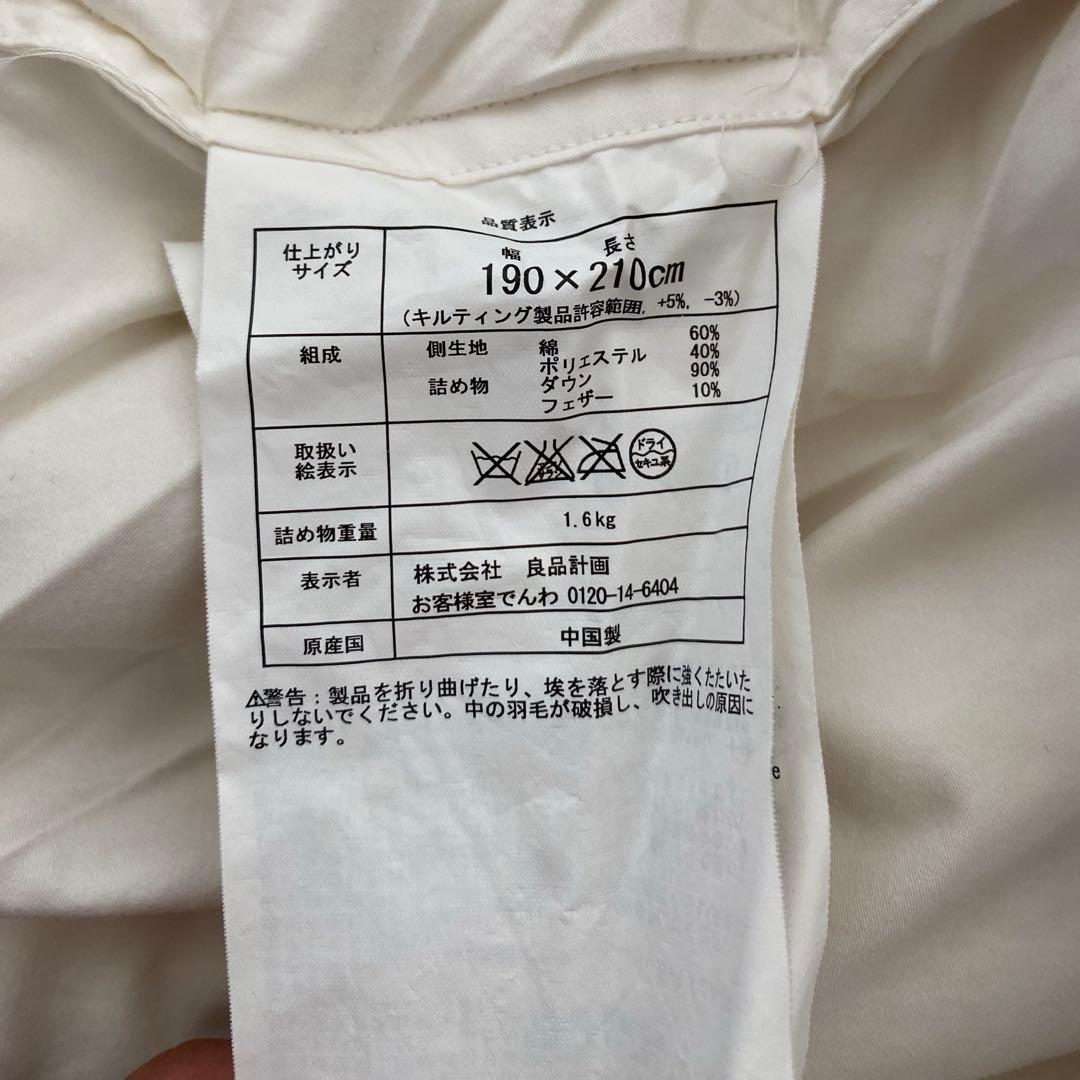 品質表示
仕上がり
サイズ
幅 長さ
190×210cm
(キルティング製品許容範囲, +5%, -3%)
組成
側生地 綿 60%
ポリエステル 40%
詰め物 ダウン 90%
フェザー 10%
取扱い
絵表示
ドライ
セキユ系
詰め物重量
1.6kg
表示者
株式会社 良品計画
お客様室でんわ 0120-14-6404
原産国
中国製
⚠警告:製品を折り曲げたり、埃を落とす際に強くたたいた
りしないでください。中の羽毛が破損し、吹き出しの原因に
なります。
e